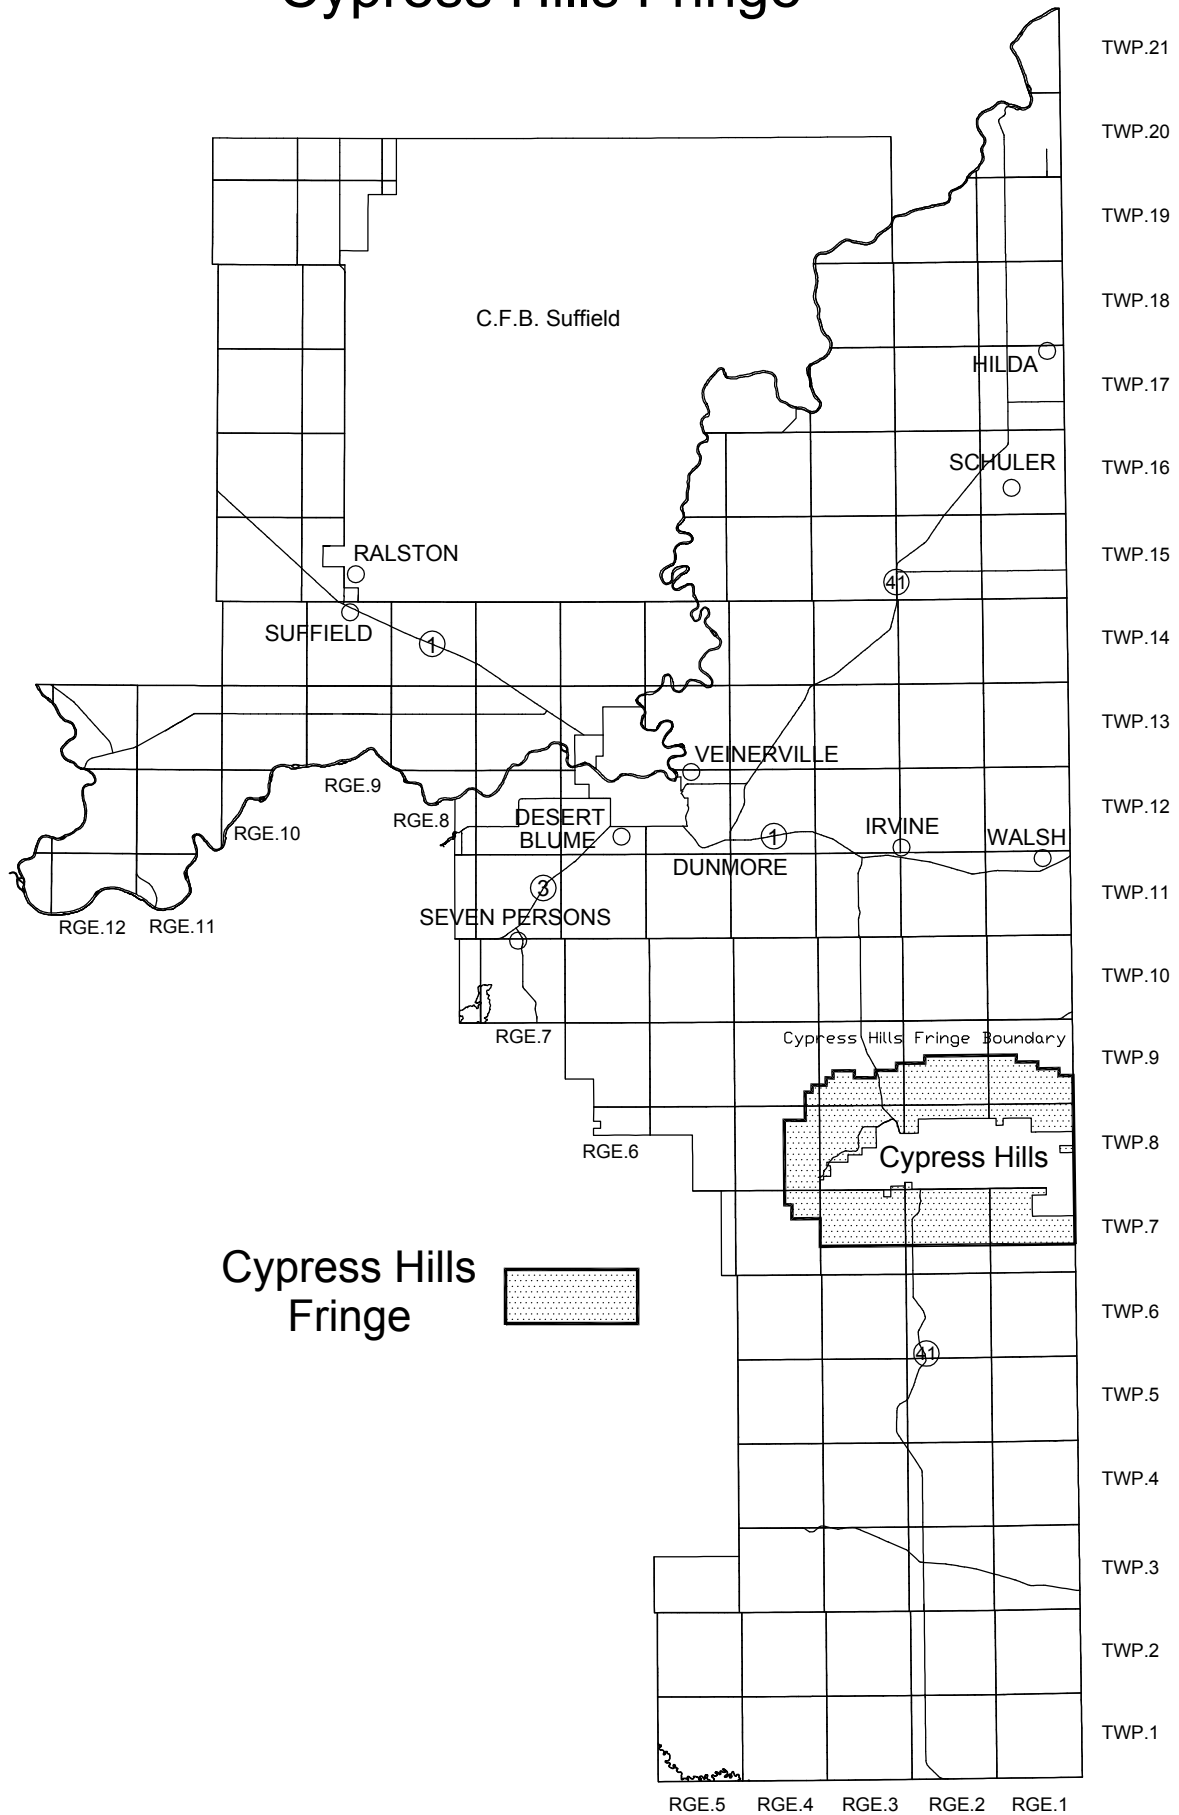 Cypress Hills Fringe
TWP.21
TWP.20
TWP.19
TWP.18
C.F.B. Suffield
HILDA
TWP.17
SCHULER
TWP.16
RALSTON
TWP.15
41
SUFFIELD
1
TWP.14
TWP.13
VEINERVILLE
RGE.9
RGE.8
RGE.10
DESERT
BLUME
TWP.12
1
IRVINE
WALSH
DUNMORE
3
TWP.11
SEVEN PERSONS
RGE.12
RGE.11
TWP.10
RGE.7
Cypress Hills Fringe Boundary
TWP.9
RGE.6
TWP.8
Cypress Hills
TWP.7
Cypress Hills
Fringe
TWP.6
41
TWP.5
TWP.4
TWP.3
TWP.2
TWP.1
RGE.5
RGE.4
RGE.3
RGE.2
RGE.1